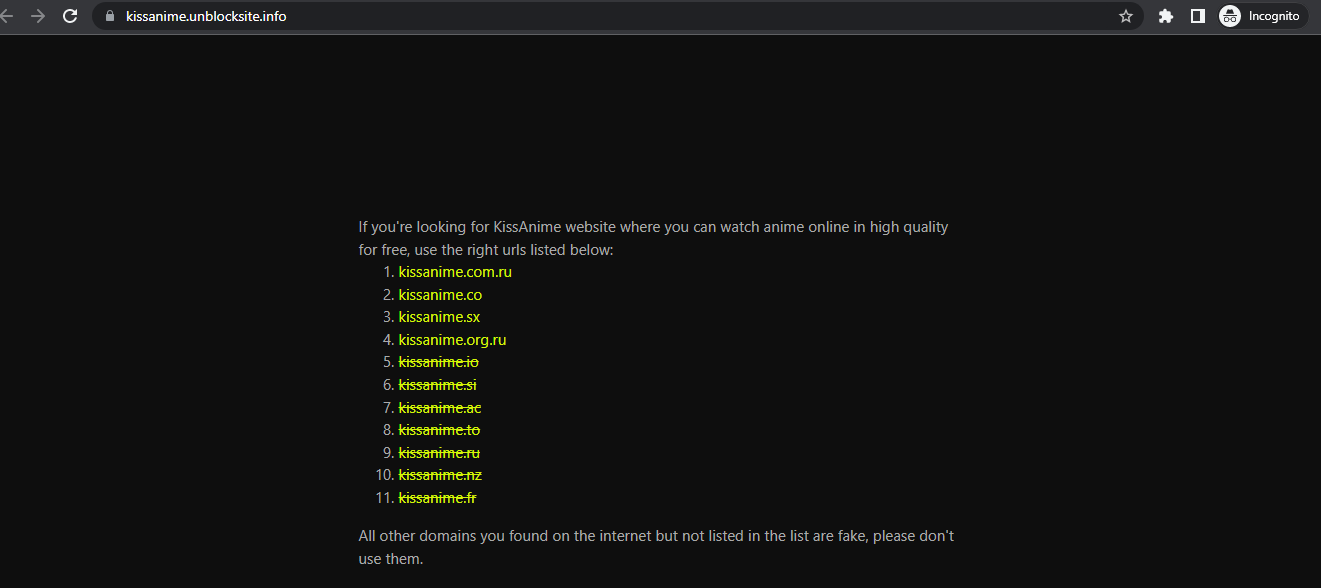 kissanime.unblocksite.info
Incognito
If you're looking for KissAnime website where you can watch anime online in high quality
for free, use the right urls listed below:
1. kissanime.com.ru
2. kissanime.co
3. kissanime.sx
4. kissanime.org.ru
5. kissanime.io
6. kissanime.si
7. kissanime.ac
8. kissanime.to
9. kissanime.ru
10. kissanime.nz
11. kissanime.fr
All other domains you found on the internet but not listed in the list are fake, please don't
use them.